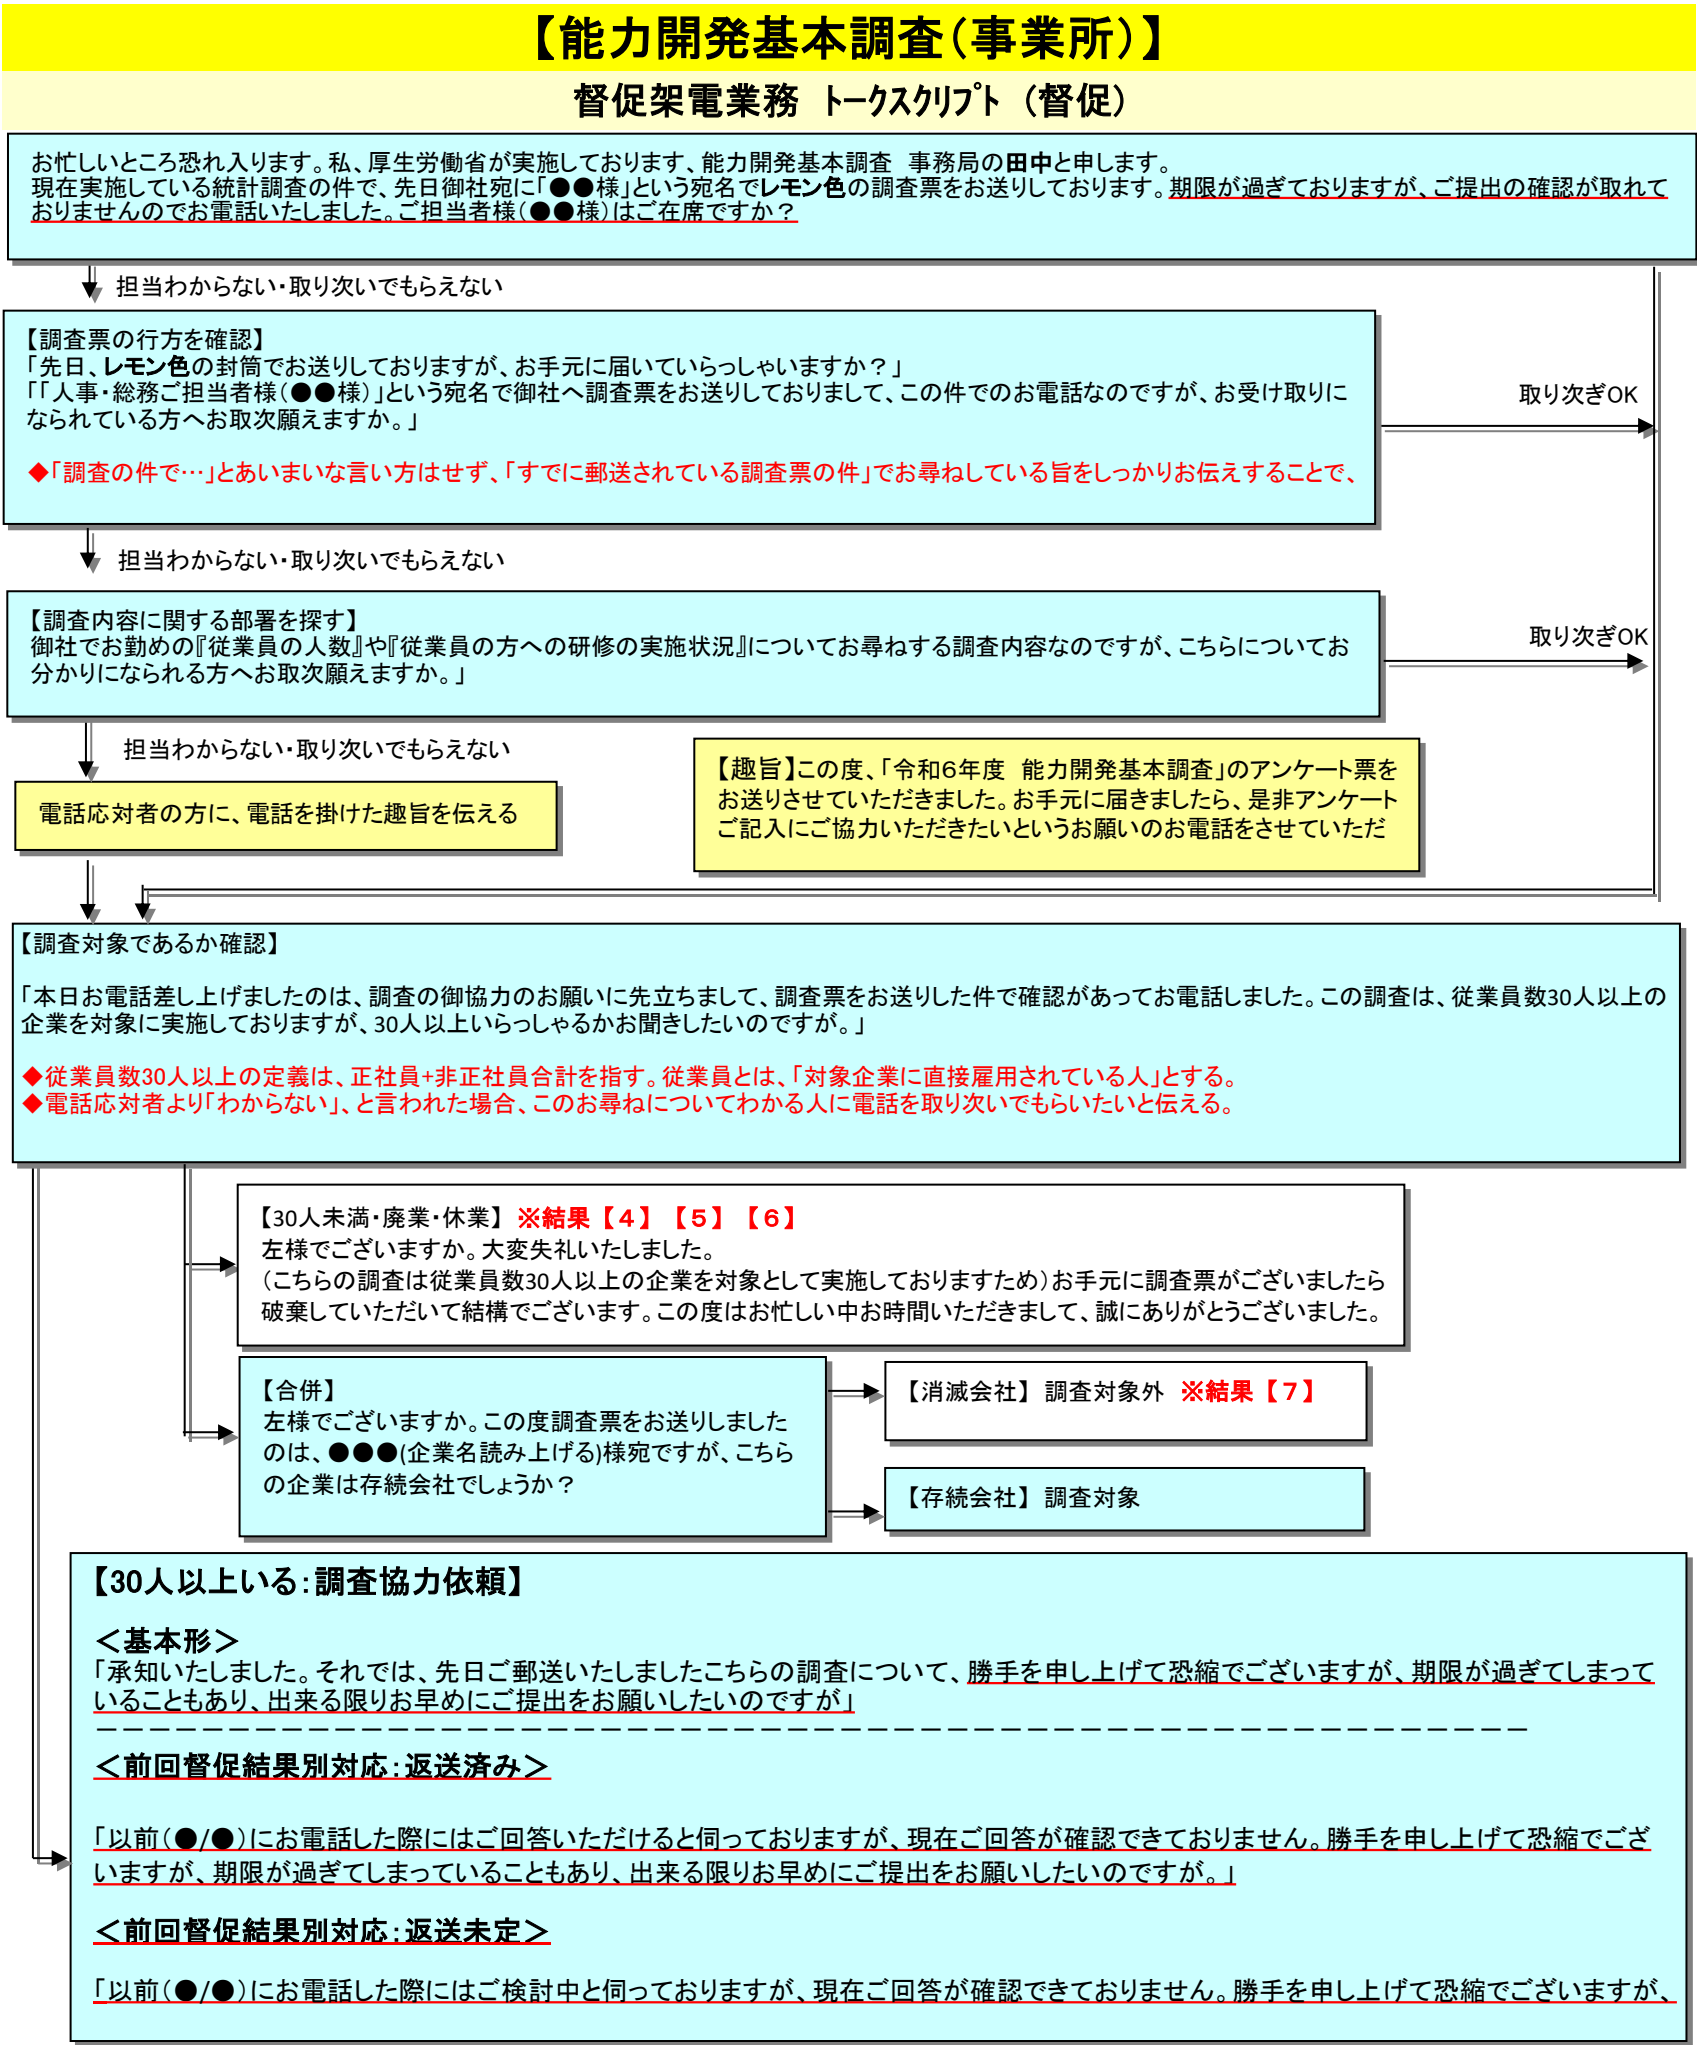 【能力開発基本調査（事業所）】
督促架電業務　トークスクリプト　（督促）
お忙しいところ恐れ入ります。私、厚生労働省が実施しております、能力開発基本調査　事務局の田中と申します。
現在実施している統計調査の件で、先日御社宛に「●●様」という宛名でレモン色の調査票をお送りしております。期限が過ぎておりますが、ご提出の確認が取れて
おりませんのでお電話いたしました。ご担当者様（●●様）はご在席ですか？
担当わからない・取り次いでもらえない
【調査票の行方を確認】
「先日、レモン色の封筒でお送りしておりますが、お手元に届いていらっしゃいますか？」
「「人事・総務ご担当者様（●●様）」という宛名で御社へ調査票をお送りしておりまして、この件でのお電話なのですが、お受け取りに
なられている方へお取次願えますか。」
◆「調査の件で…」とあいまいな言い方はせず、「すでに郵送されている調査票の件」でお尋ねしている旨をしっかりお伝えすることで、
取り次ぎOK
担当わからない・取り次いでもらえない
【調査内容に関する部署を探す】
御社でお勤めの『従業員の人数』や『従業員の方への研修の実施状況』についてお尋ねする調査内容なのですが、こちらについてお
分かりになられる方へお取次願えますか。」
取り次ぎOK
担当わからない・取り次いでもらえない
電話応対者の方に、電話を掛けた趣旨を伝える
【趣旨】この度、「令和６年度　能力開発基本調査」のアンケート票を
お送りさせていただきました。お手元に届きましたら、是非アンケート
ご記入にご協力いただきたいというお願いのお電話をさせていただ
【調査対象であるか確認】
「本日お電話差し上げましたのは、調査の御協力のお願いに先立ちまして、調査票をお送りした件で確認があってお電話しました。この調査は、従業員数30人以上の
企業を対象に実施しておりますが、30人以上いらっしゃるかお聞きしたいのですが。」
◆従業員数30人以上の定義は、正社員+非正社員合計を指す。従業員とは、「対象企業に直接雇用されている人」とする。
◆電話応対者より「わからない」、と言われた場合、このお尋ねについてわかる人に電話を取り次いでもらいたいと伝える。
【30人未満・廃業・休業】 ※結果【４】【５】【６】
左様でございますか。大変失礼いたしました。
（こちらの調査は従業員数30人以上の企業を対象として実施しておりますため）お手元に調査票がございましたら
破棄していただいて結構でございます。この度はお忙しい中お時間いただきまして、誠にありがとうございました。
【合併】
左様でございますか。この度調査票をお送りしました
のは、●●●(企業名読み上げる)様宛ですが、こちら
の企業は存続会社でしょうか？
【消滅会社】 調査対象外 ※結果【７】
【存続会社】 調査対象
【30人以上いる：調査協力依頼】
＜基本形＞
「承知いたしました。それでは、先日ご郵送いたしましたこちらの調査について、勝手を申し上げて恐縮でございますが、期限が過ぎてしまって
いることもあり、出来る限りお早めにご提出をお願いしたいのですが」
－－－－－－－－－－－－－－－－－－－－－－－－－－－－－－－－－－－－－－－－－－－－－－－－－－－－－－
＜前回督促結果別対応：返送済み＞
「以前（●/●）にお電話した際にはご回答いただけると伺っておりますが、現在ご回答が確認できておりません。勝手を申し上げて恐縮でござ
いますが、期限が過ぎてしまっていることもあり、出来る限りお早めにご提出をお願いしたいのですが。」
＜前回督促結果別対応：返送未定＞
「以前（●/●）にお電話した際にはご検討中と伺っておりますが、現在ご回答が確認できておりません。勝手を申し上げて恐縮でございますが、